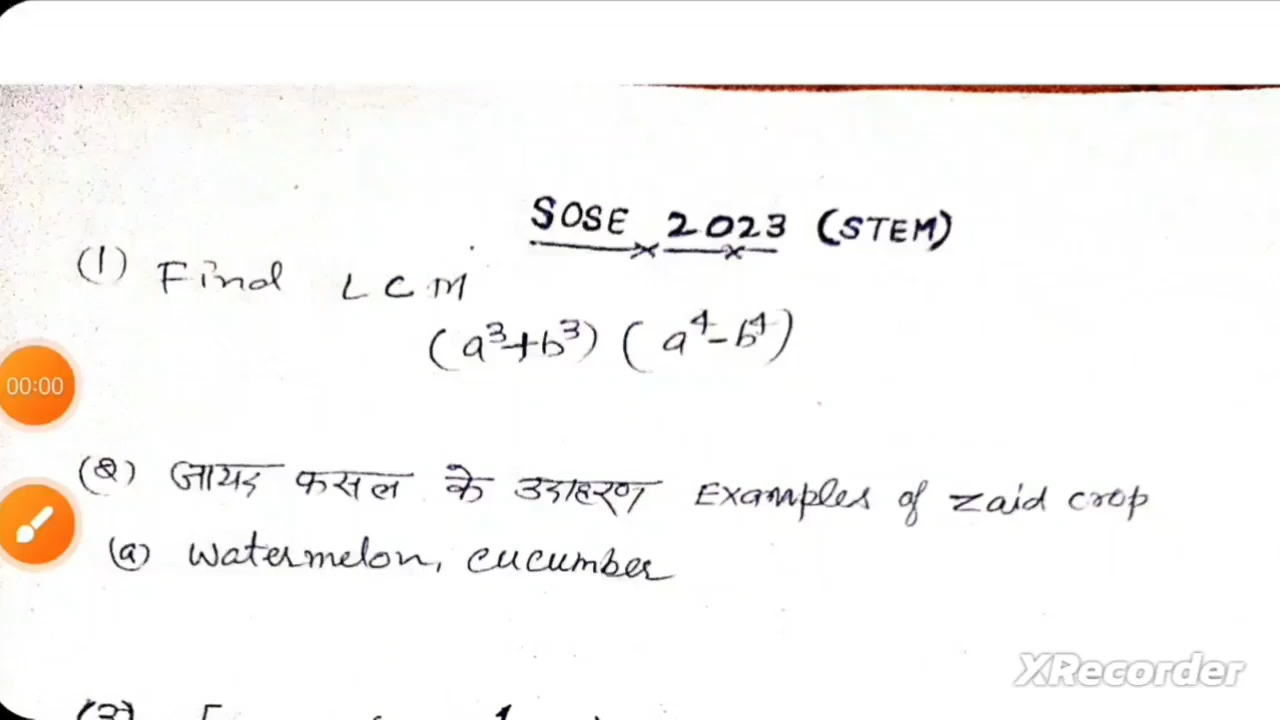 SOSE 2023 (STEM)
(1) Find LCM
(a³+b³) (a⁴-b⁴)
00:00
(2) जायद फसल के उदाहरण Examples of zaid crop
(a) watermelon, cucumber
XRecorder
(3)